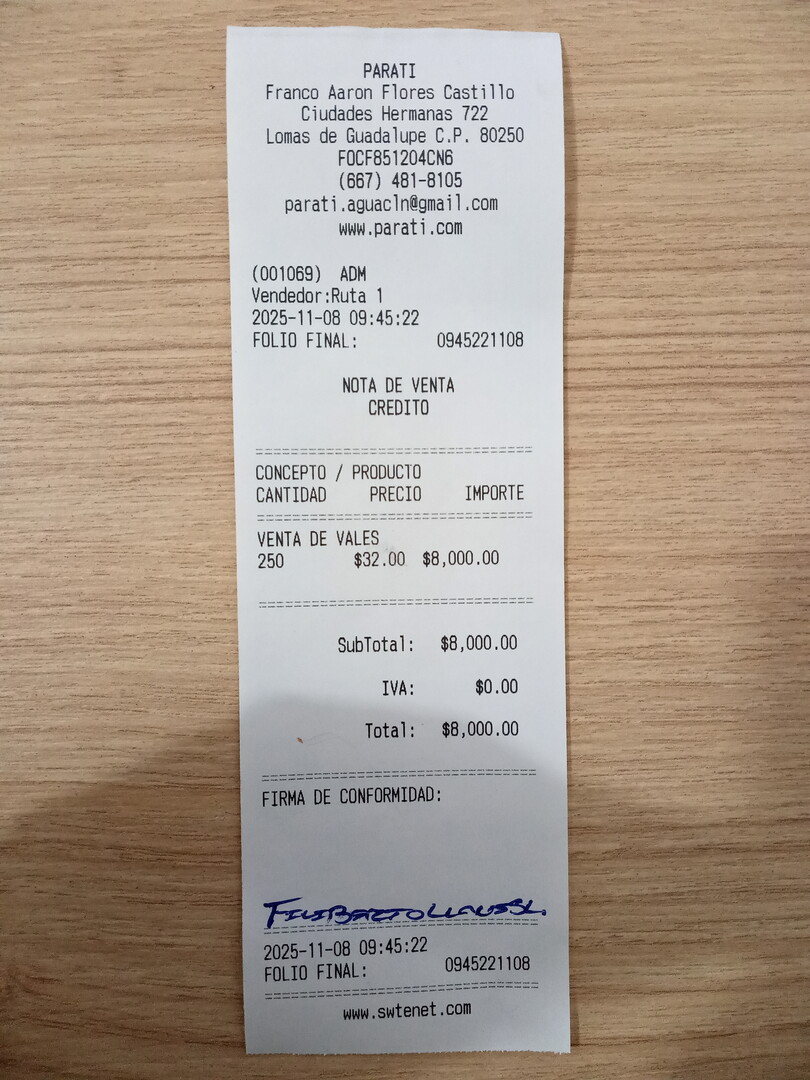 PARATI
Franco Aaron Flores Castillo
Ciudades Hermanas 722
Lomas de Guadalupe C.P. 80250
FOCF851204CN6
(667) 481-8105
parati.aguacln@gmail.com
www.parati.com
(001069) ADM
Vendedor:Ruta 1
2025-11-08 09:45:22
FOLIO FINAL: 0945221108
NOTA DE VENTA
CREDITO
CONCEPTO / PRODUCTO
CANTIDAD PRECIO IMPORTE
VENTA DE VALES
250 $32.00 $8,000.00
SubTotal: $8,000.00
IVA: $0.00
Total: $8,000.00
FIRMA DE CONFORMIDAD:
FILIBERTO
2025-11-08 09:45:22
FOLIO FINAL: 0945221108
www.swtenet.com